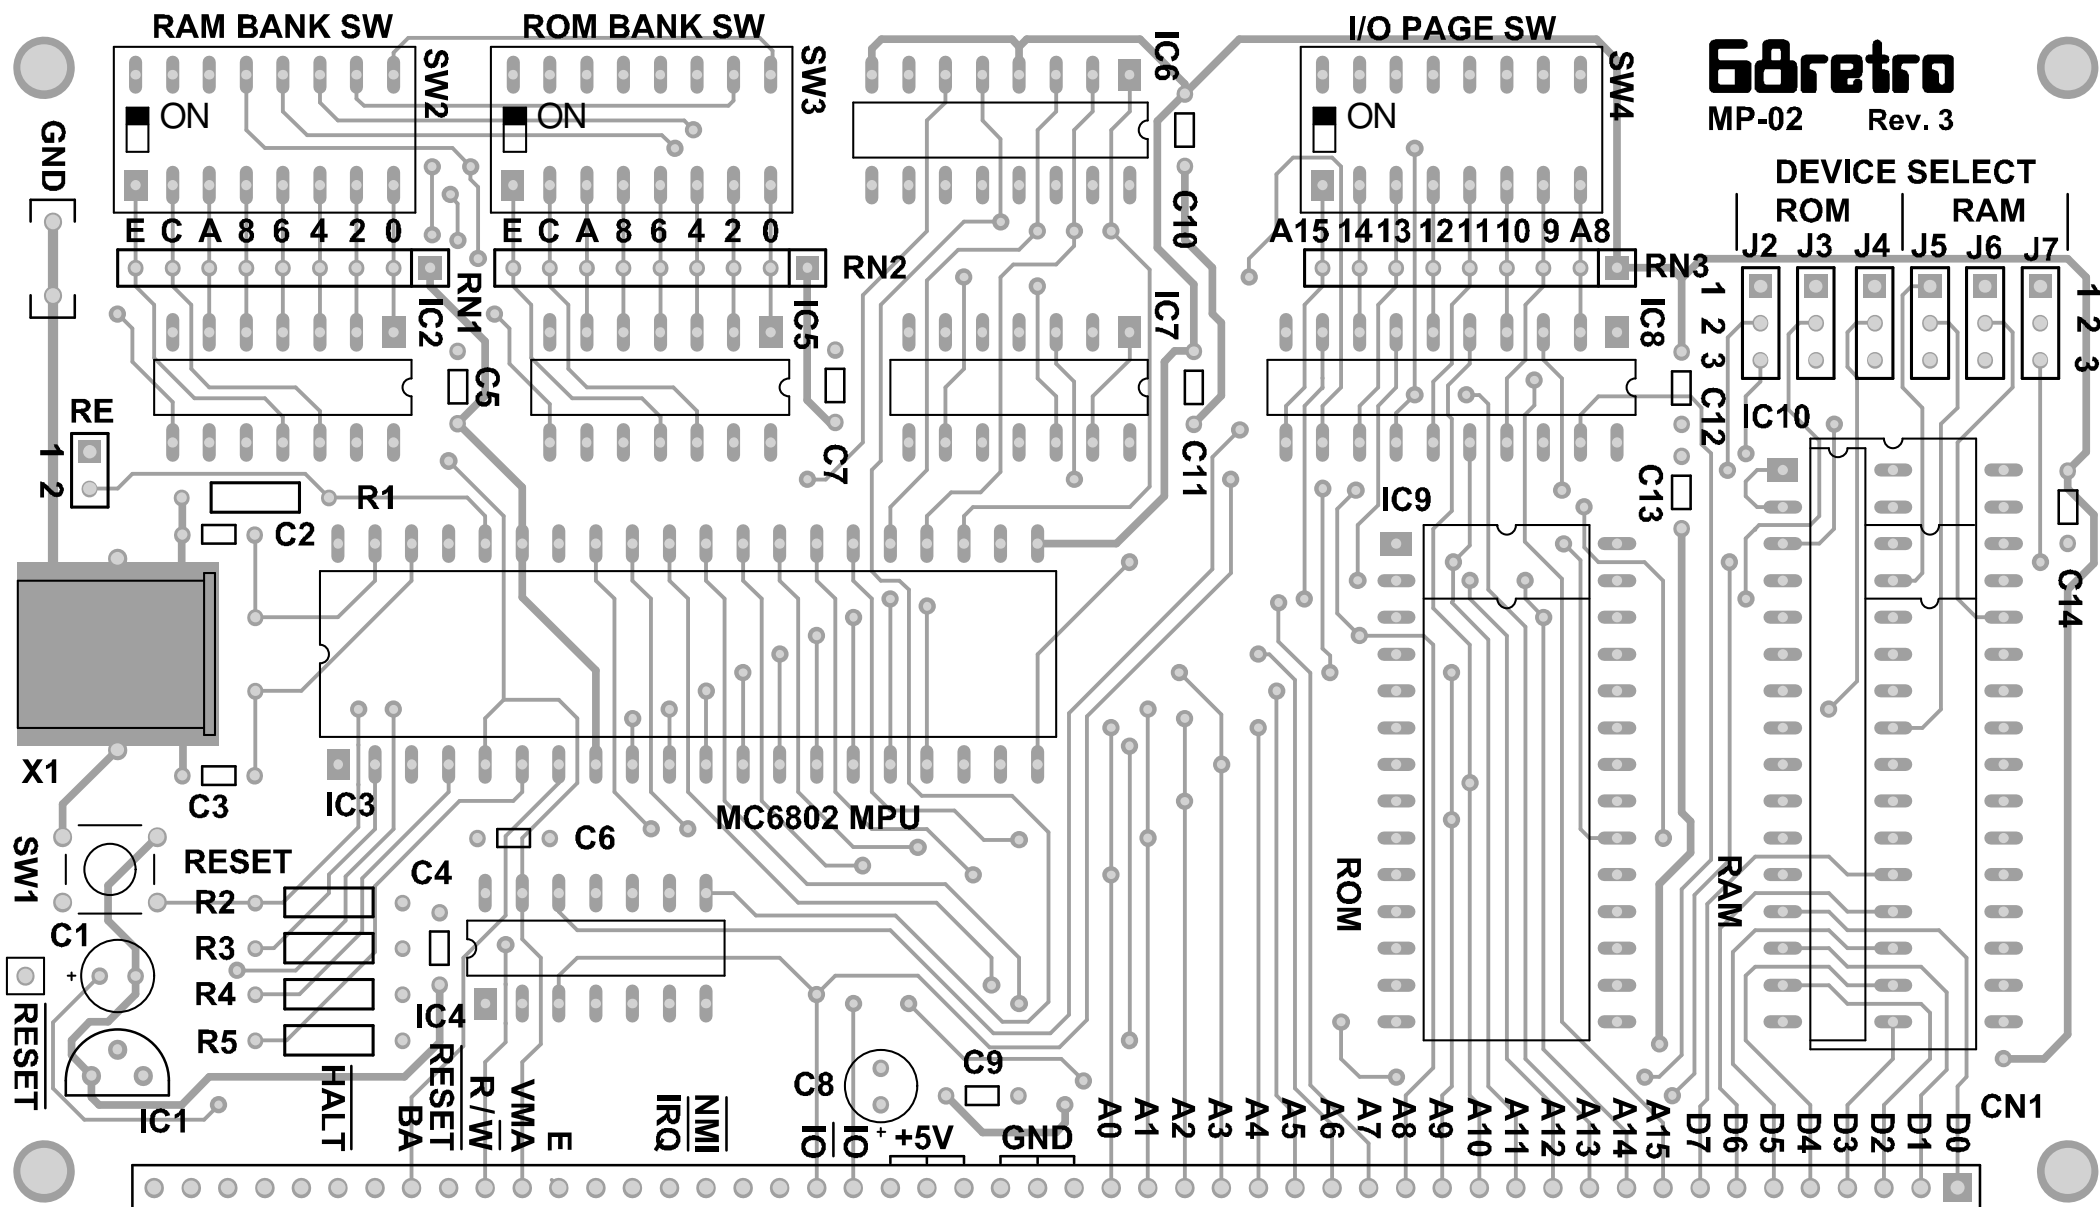 RAM BANK SW
ROM BANK SW
I/O PAGE SW
68retro
MP-02 Rev. 3
SW2
SW3
IC6
SW4
ON
ON
ON
GND
DEVICE SELECT
ROM RAM
J2 J3 J4 J5 J6 J7
E C A 8 6 4 2 0
E C A 8 6 4 2 0
C10
A15 14 13 12 11 10 9 A8
RN1
RN2
RN3
1 2 3
1 2 3
IC2
IC5
IC7
IC8
C5
C7
C11
C12
IC10
RE
1
2
R1
C2
C13
IC9
C14
X1
C3
IC3
MC6802 MPU
SW1
RESET
C6
C4
R2
R3
R4
R5
ROM
RAM
C1
+
RESET
IC1
IC4
C8
+
C9
CN1
HALT
BA
RESET
R/W
VMA
E
IRQ
NMI
IO
IO
+5V
GND
A0
A1
A2
A3
A4
A5
A6
A7
A8
A9
A10
A11
A12
A13
A14
A15
D7
D6
D5
D4
D3
D2
D1
D0